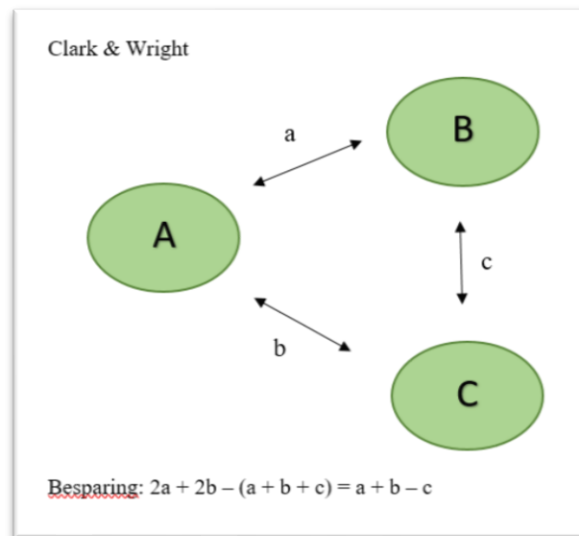 Clark & Wright
a
B
A
c
b
C
Besparing: 2a + 2b – (a + b + c) = a + b – c